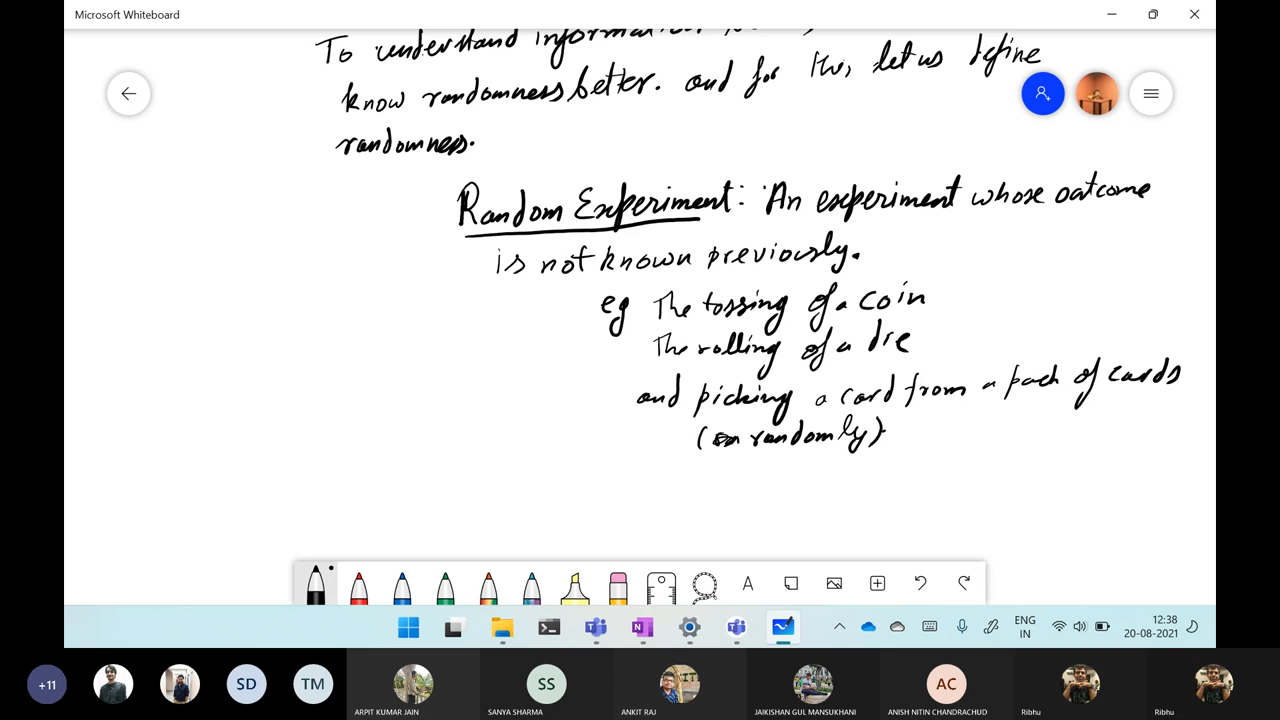 Microsoft Whiteboard
To understand information
know randomness better. and for this, let us define
randomness.
Random Experiment: An experiment whose outcome
is not known previously.
eg The tossing of a coin
The rolling of a die
and picking a card from a pack of cards
( randomly)
A
ENG
IN
12:38
20-08-2021
+11
SD
TM
SS
AC
ARPIT KUMAR JAIN
SANYA SHARMA
ANKIT RAJ
JAIKISHAN GUL MANSUKHANI
ANISH NITIN CHANDRACHUD
Ribhu
Ribhu